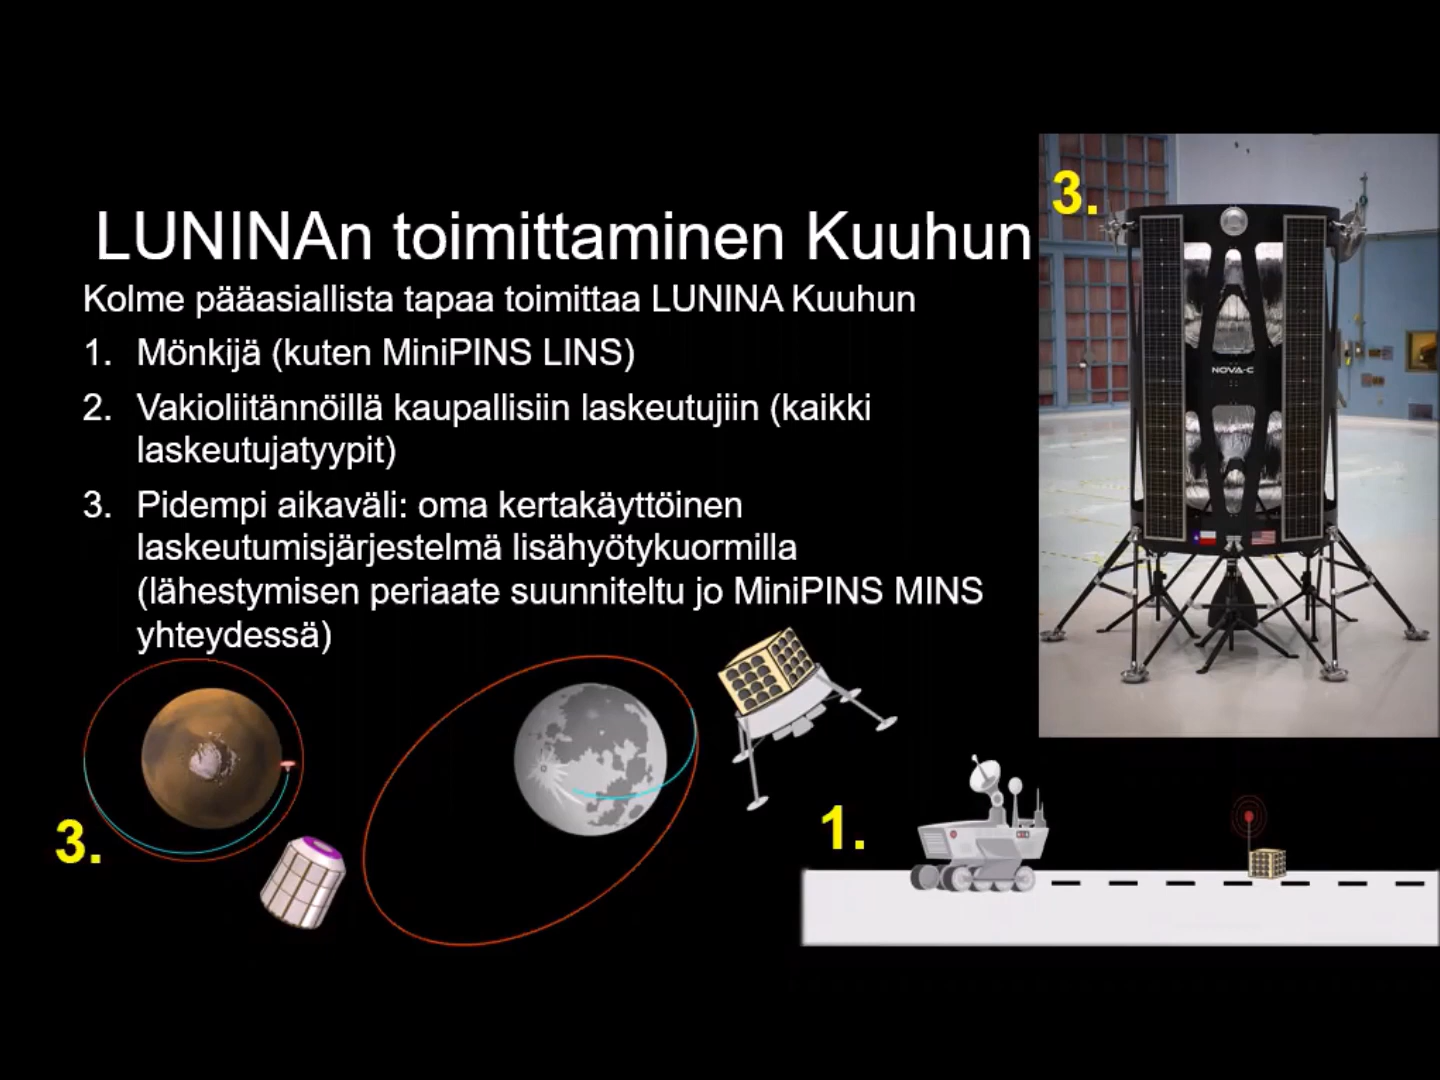 3.
LUNINAn toimittaminen Kuuhun
Kolme pääasiallista tapaa toimittaa LUNINA Kuuhun
1. Mönkijä (kuten MiniPINS LINS)
2. Vakioliitännöillä kaupallisiin laskeutujiin (kaikki
laskeutujatyypit)
3. Pidempi aikaväli: oma kertakäyttöinen
laskeutumisjärjestelmä lisähyötykuormilla
(lähestymisen periaate suunniteltu jo MiniPINS MINS
yhteydessä)
NOVA-C
3.
1.